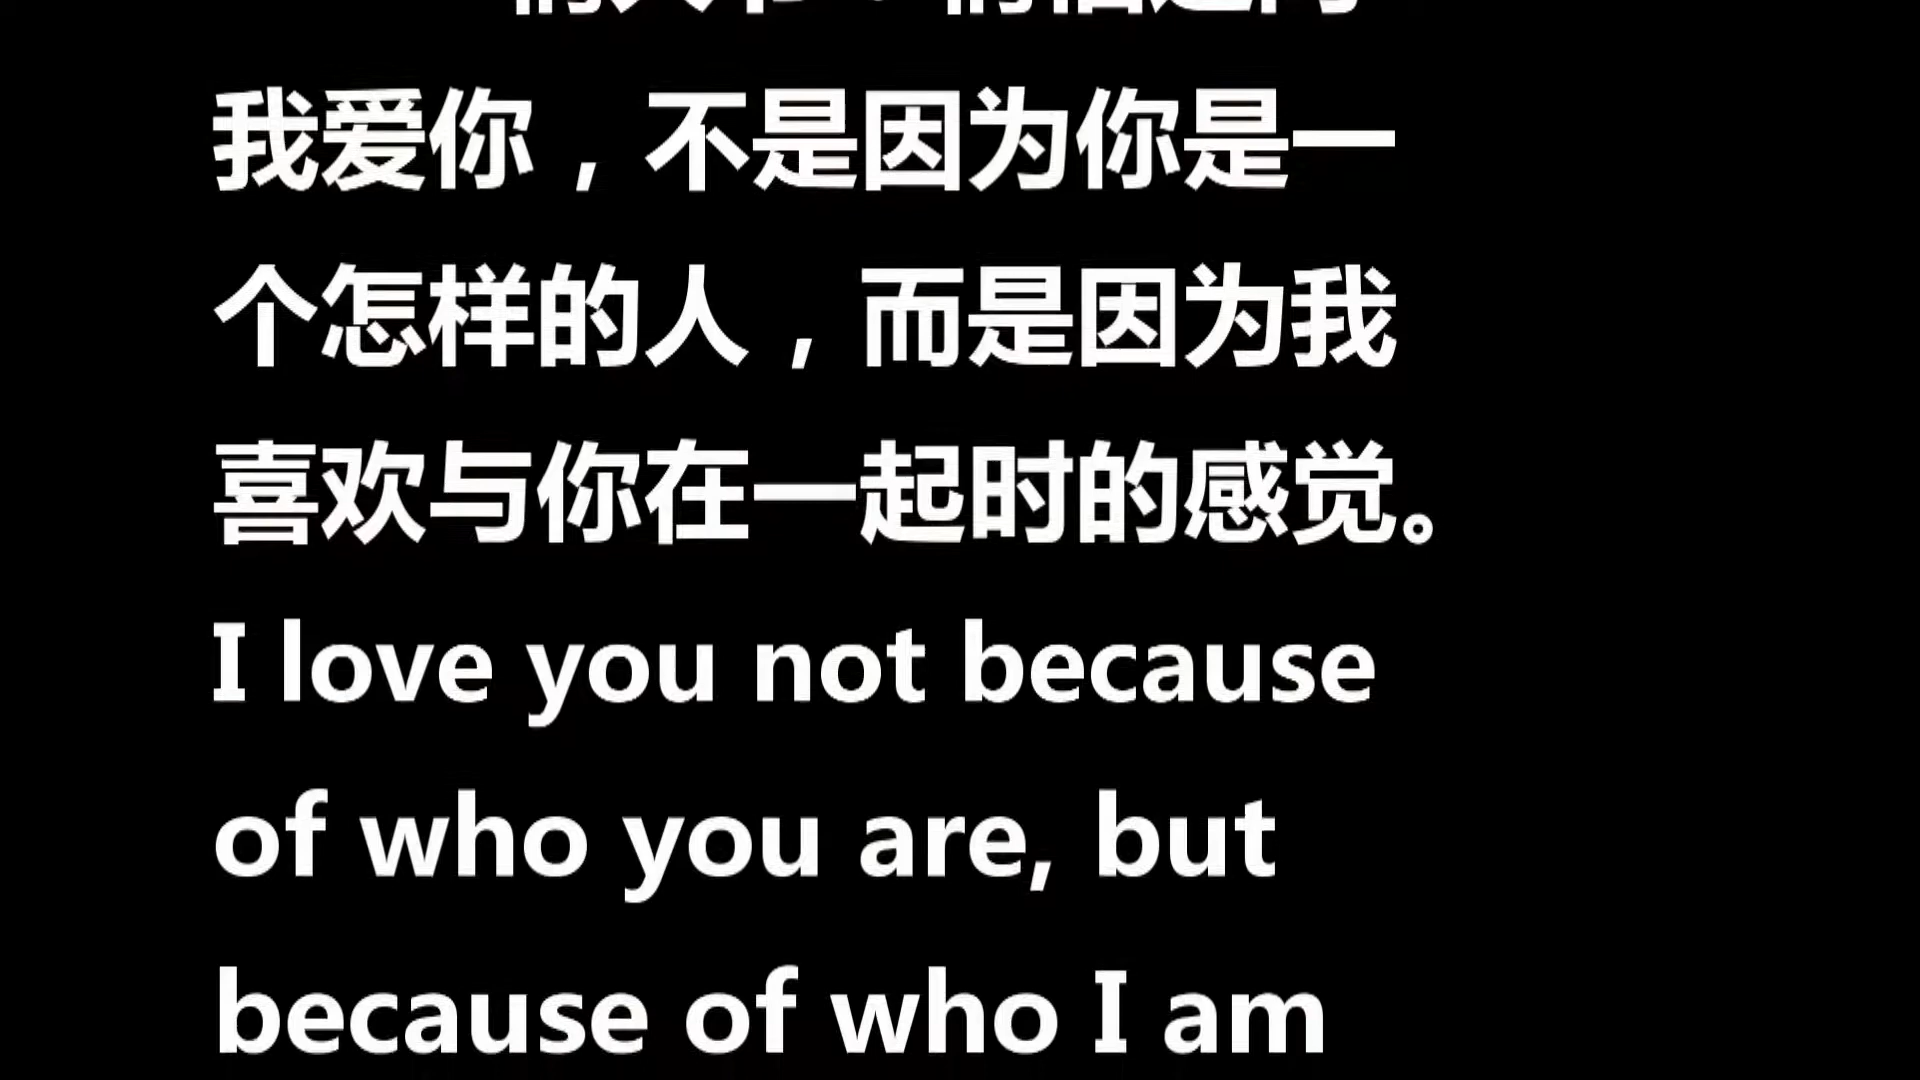 我爱你，不是因为你是一
个怎样的人，而是因为我
喜欢与你在一起时的感觉。
I love you not because
of who you are, but
because of who I am